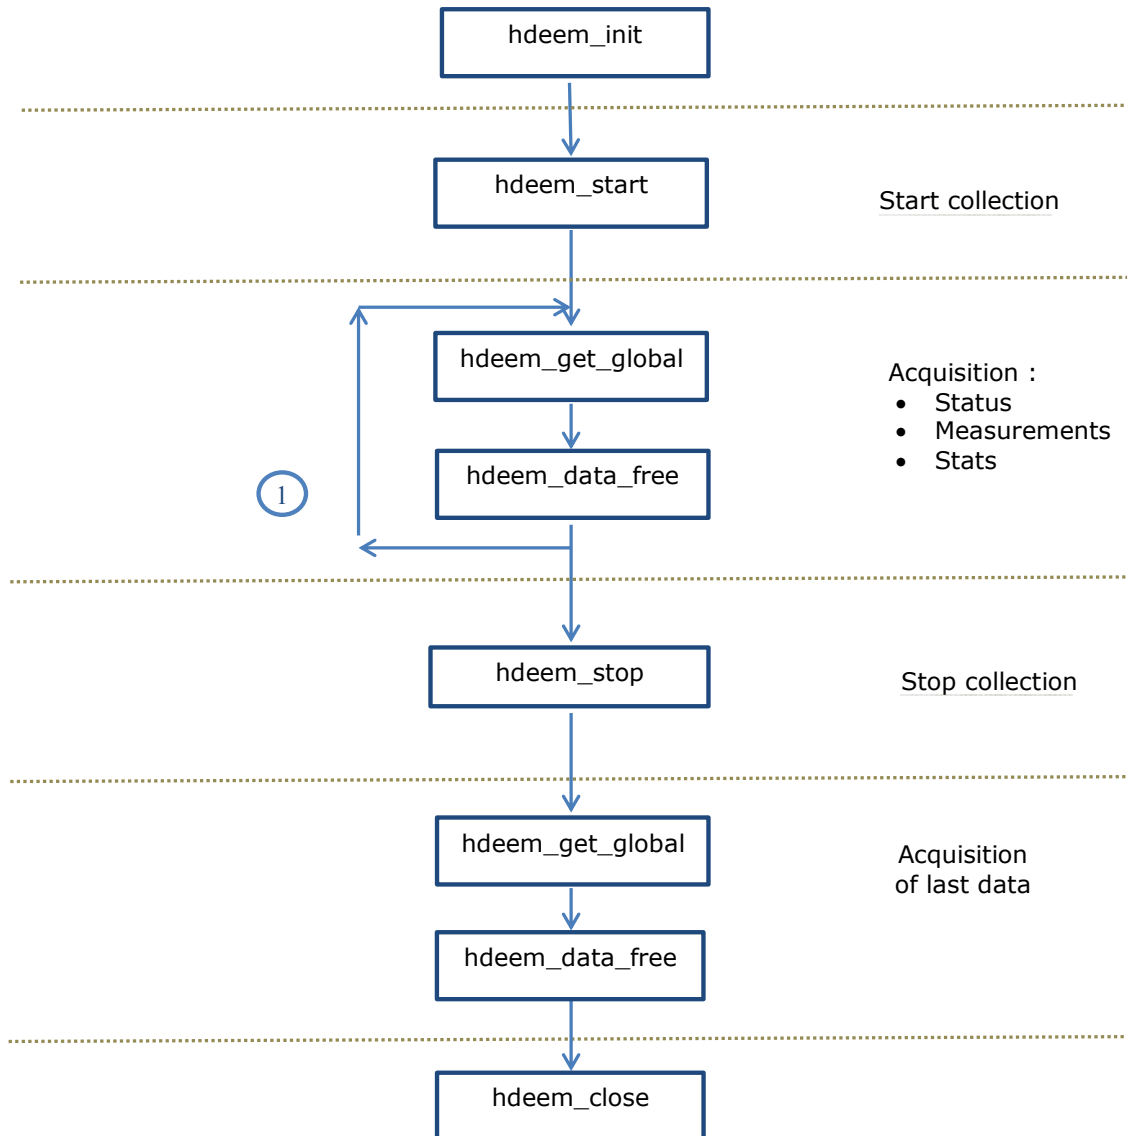 hdeem_init
hdeem_start
Start collection
hdeem_get_global
Acquisition :
• Status
• Measurements
• Stats
hdeem_data_free
1
hdeem_stop
Stop collection
hdeem_get_global
Acquisition
of last data
hdeem_data_free
hdeem_close